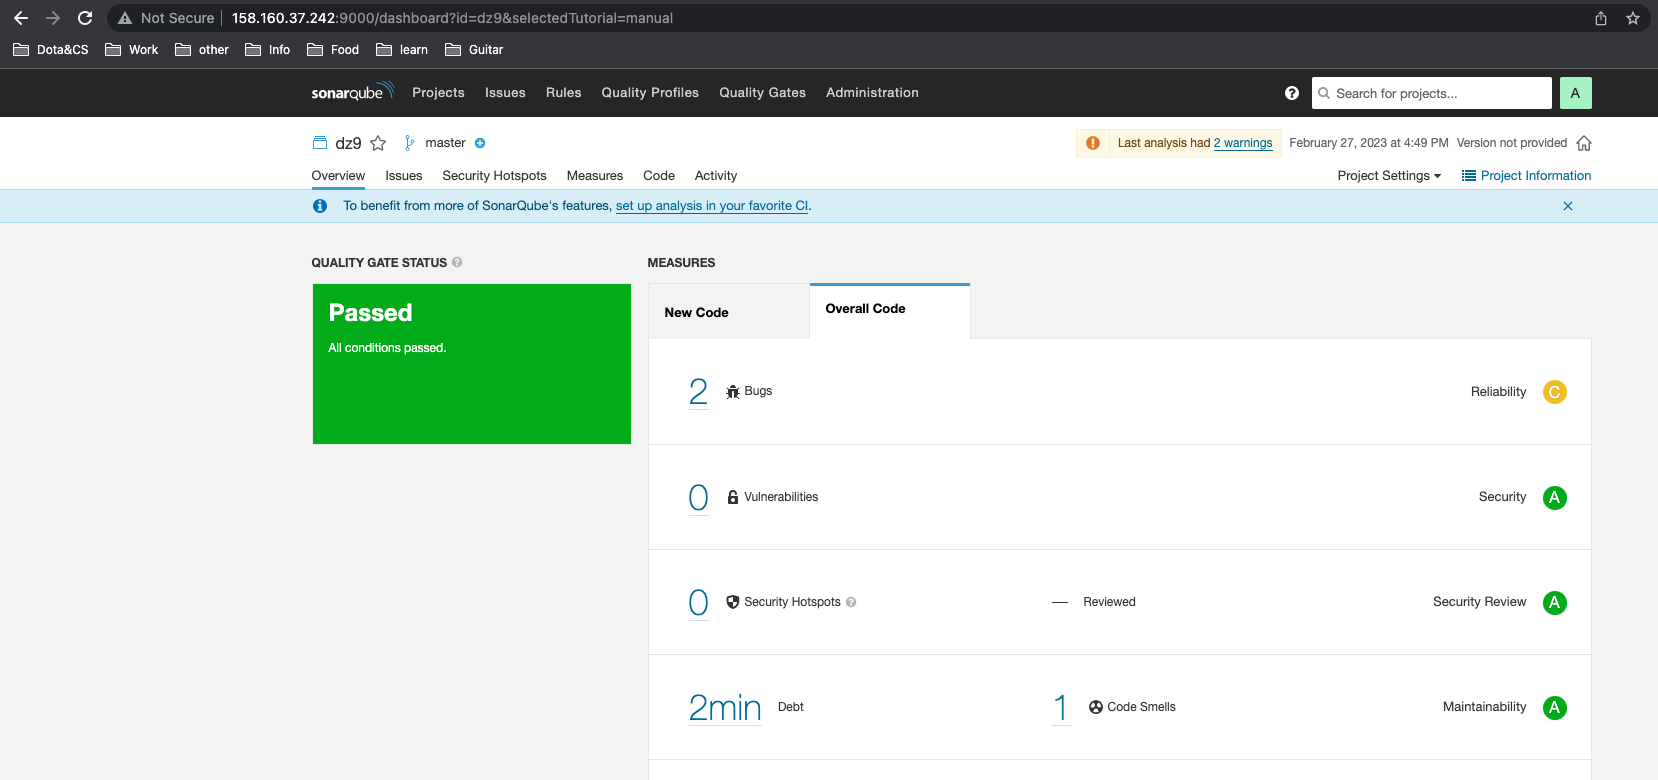 Not Secure 158.160.37.242:9000/dashboard?id=dz9&selectedTutorial=manual
Dota&CS Work other Info Food learn Guitar
sonarqube Projects Issues Rules Quality Profiles Quality Gates Administration Search for projects... A
dz9 master Last analysis had 2 warnings February 27, 2023 at 4:49 PM Version not provided
Overview Issues Security Hotspots Measures Code Activity Project Settings Project Information
To benefit from more of SonarQube's features, set up analysis in your favorite CI.
QUALITY GATE STATUS
Passed
All conditions passed.
MEASURES
New Code Overall Code
2 Bugs Reliability C
0 Vulnerabilities Security A
0 Security Hotspots — Reviewed Security Review A
2min Debt 1 Code Smells Maintainability A